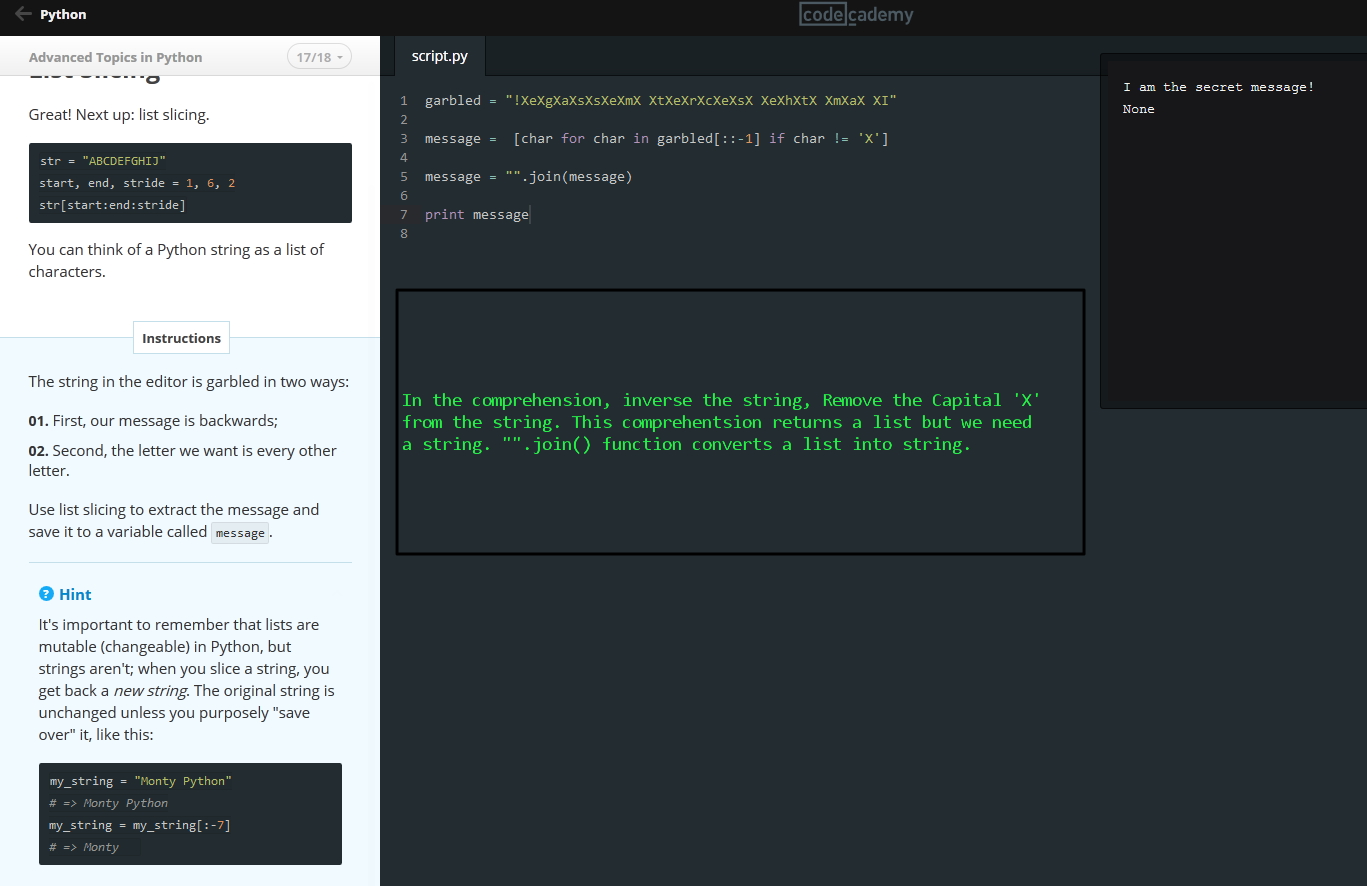 Python
codecademy
Advanced Topics in Python
17/18
List Slicing
Great! Next up: list slicing.
str = "ABCDEFGHIJ"
start, end, stride = 1, 6, 2
str[start:end:stride]
You can think of a Python string as a list of
characters.
Instructions
The string in the editor is garbled in two ways:
01. First, our message is backwards;
02. Second, the letter we want is every other
letter.
Use list slicing to extract the message and
save it to a variable called message.
Hint
It's important to remember that lists are
mutable (changeable) in Python, but
strings aren't; when you slice a string, you
get back a new string. The original string is
unchanged unless you purposely "save
over" it, like this:
my_string = "Monty Python"
# => Monty Python
my_string = my_string[:-7]
# => Monty
script.py
1 garbled = "!XeXgXaXsXsXeXmX XtXeXrXcXeXsX XeXhXtX XmXaX XI"
2
3 message =  [char for char in garbled[::-1] if char != 'X']
4
5 message = "".join(message)
6
7 print message
8
In the comprehension, inverse the string, Remove the Capital 'X'
from the string. This comprehentsion returns a list but we need
a string. "".join() function converts a list into string.
I am the secret message!
None